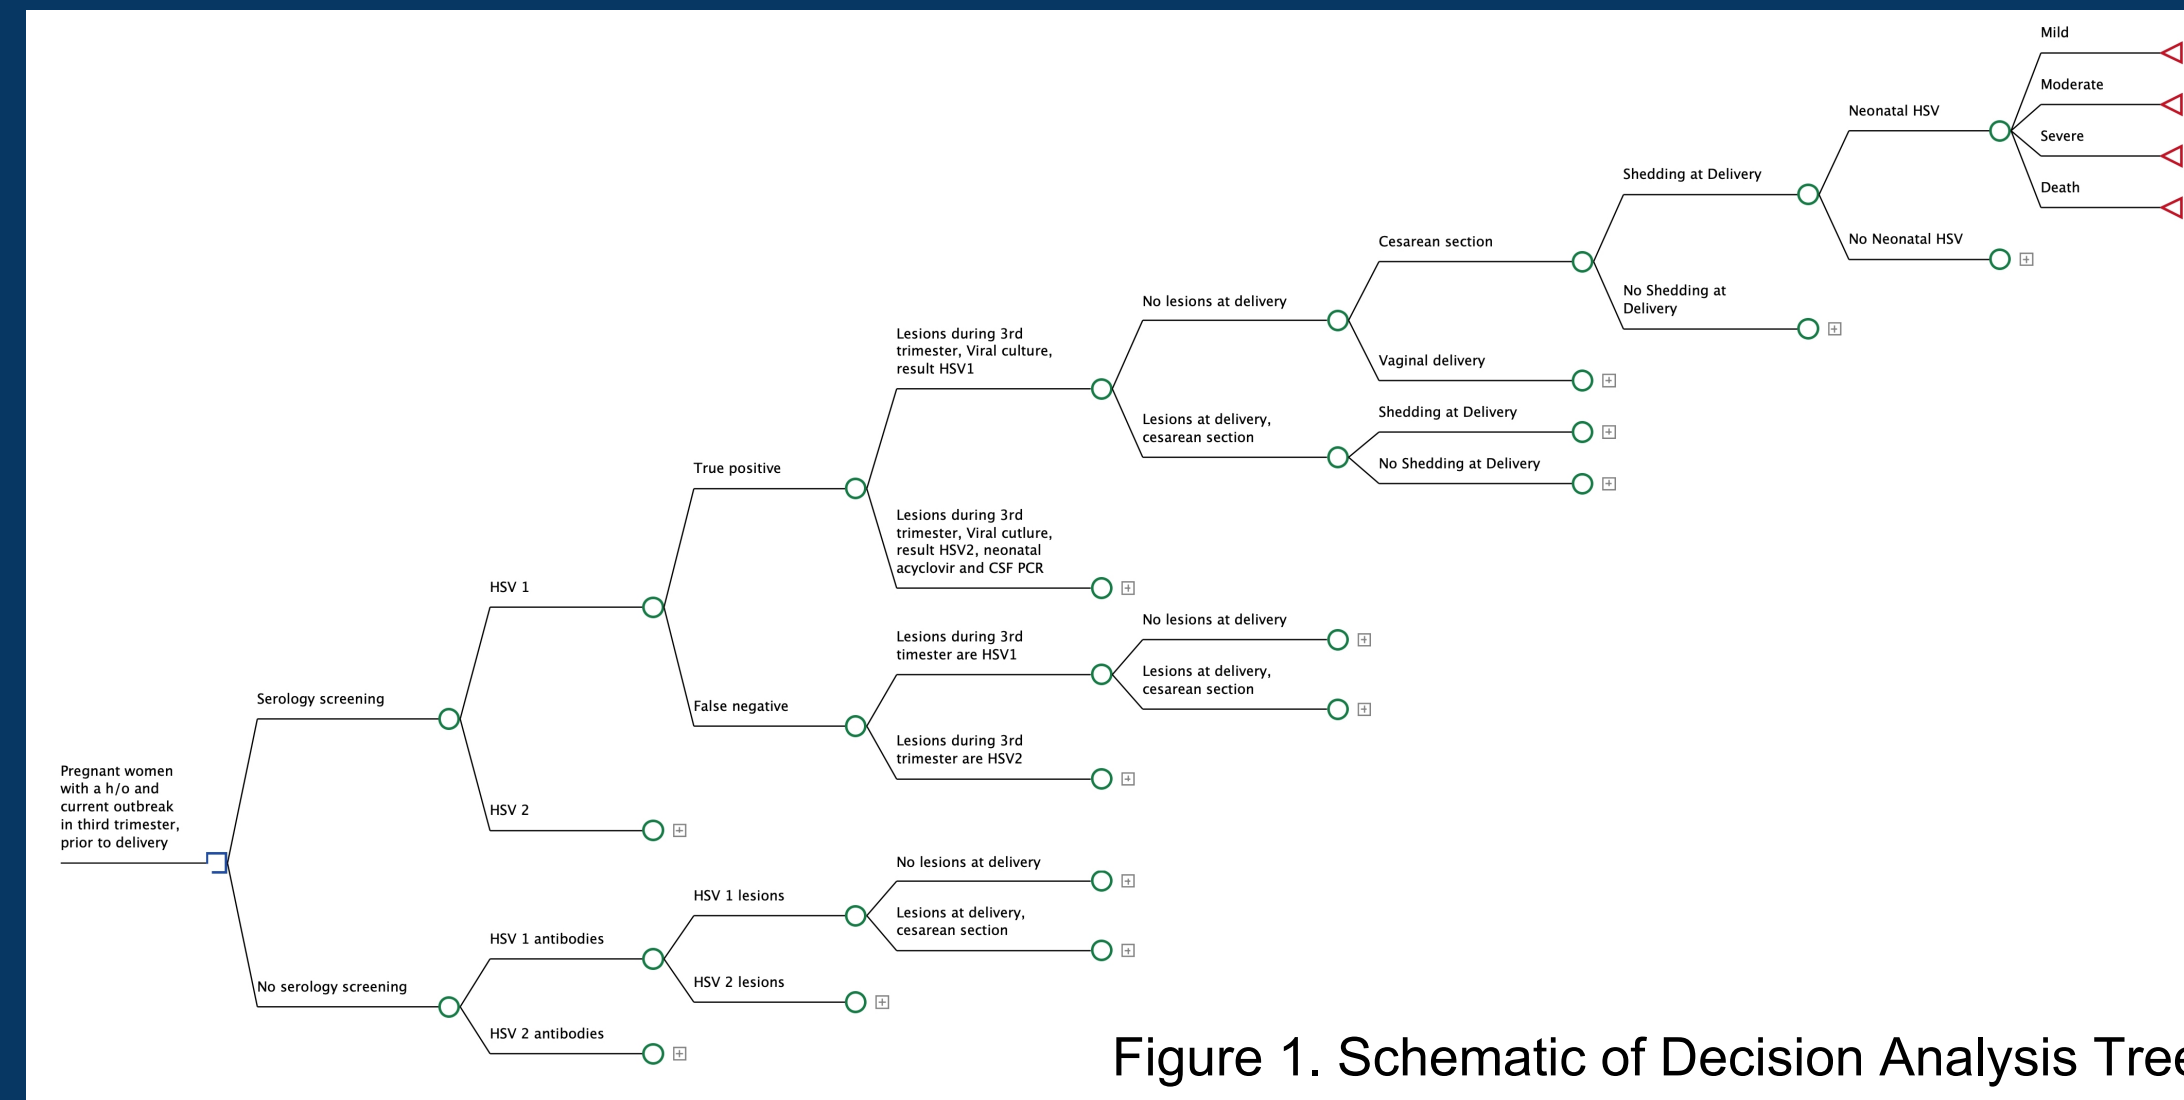 Mild
Moderate
Neonatal HSV
Severe
Shedding at Delivery
Death
No Neonatal HSV
Cesarean section
No Shedding at
Delivery
No lesions at delivery
Lesions during 3rd
trimester, Viral culture,
result HSV1
Vaginal delivery
Shedding at Delivery
Lesions at delivery,
cesarean section
No Shedding at Delivery
True positive
Lesions during 3rd
trimester, Viral cutlure,
result HSV2, neonatal
acyclovir and CSF PCR
HSV 1
No lesions at delivery
Lesions during 3rd
timester are HSV1
Lesions at delivery,
cesarean section
Serology screening
False negative
Lesions during 3rd
trimester are HSV2
Pregnant women
with a h/o and
current outbreak
in third trimester,
prior to delivery
HSV 2
No lesions at delivery
HSV 1 lesions
Lesions at delivery,
cesarean section
HSV 1 antibodies
HSV 2 lesions
No serology screening
HSV 2 antibodies
Figure 1. Schematic of Decision Analysis Tree